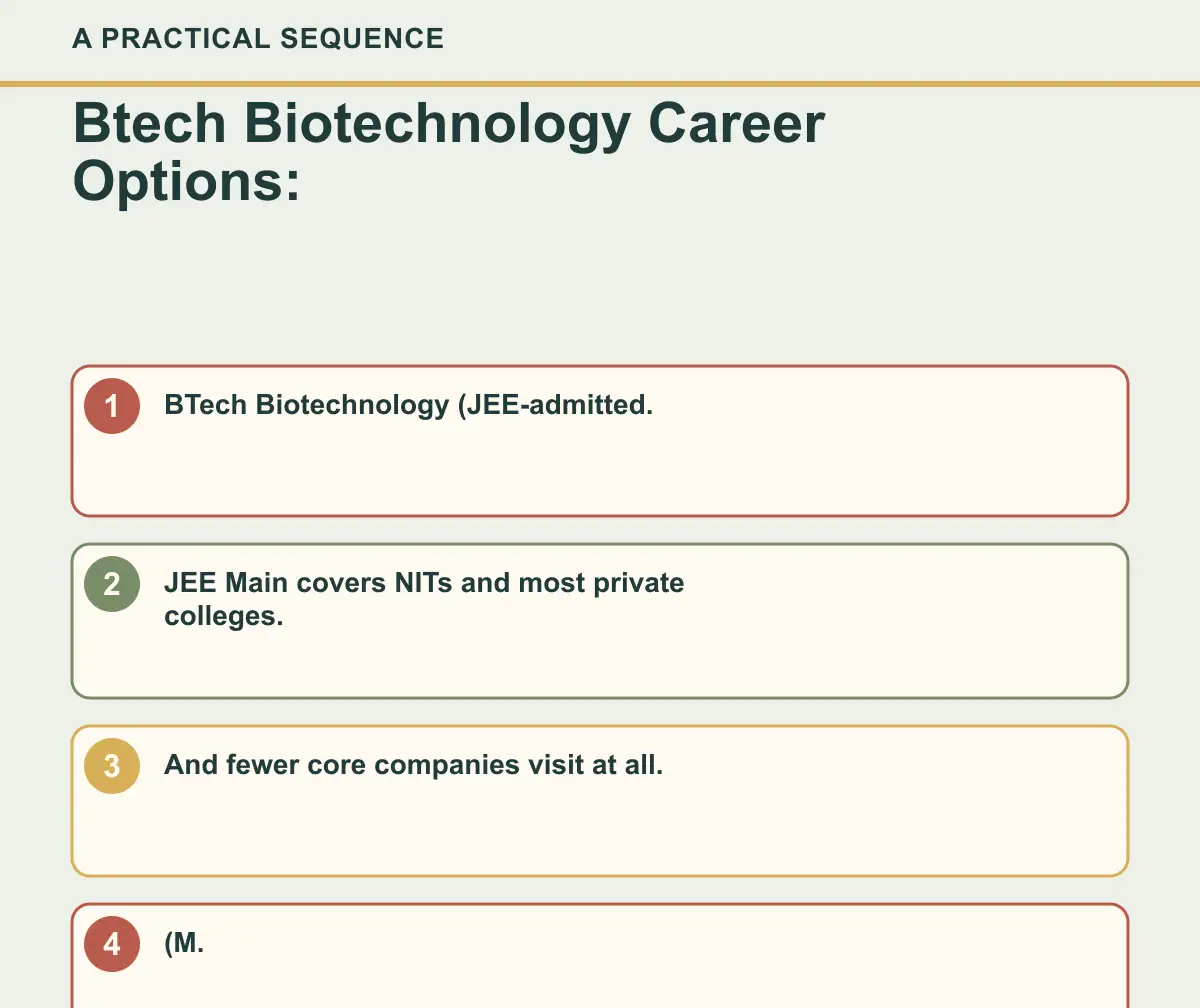 A PRACTICAL SEQUENCE
Btech Biotechnology Career
Options:
1
BTech Biotechnology (JEE-admitted.
2
JEE Main covers NITs and most private
colleges.
3
And fewer core companies visit at all.
4
(M.